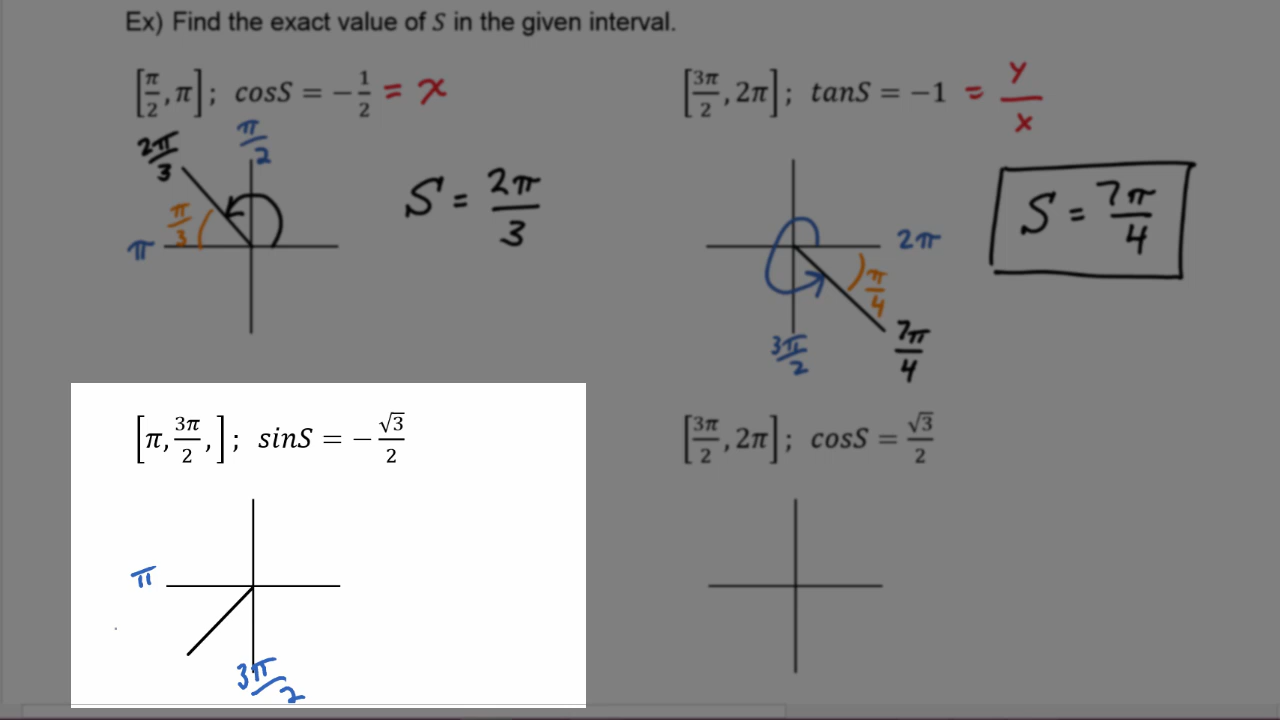 Ex) Find the exact value of S in the given interval.
[π/2, π]; cosS = −1/2 = x
[3π/2, 2π]; tanS = −1 = y/x
2π/3
π/2
π/3
π
S = 2π/3
2π
π/4
3π/2
7π/4
S = 7π/4
[π, 3π/2, ]; sinS = −√3/2
[3π/2, 2π]; cosS = √3/2
π
3π/2